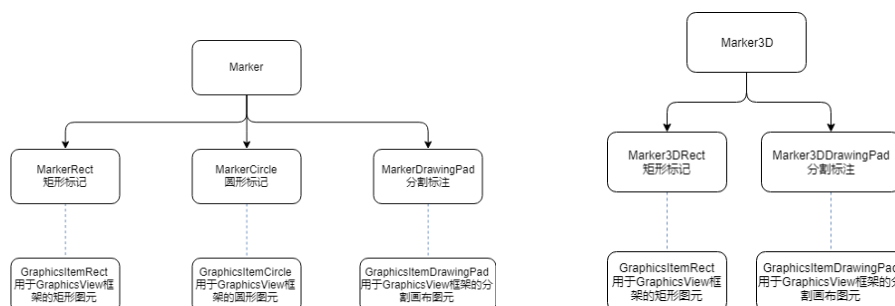 Marker
MarkerRect
矩形标记
MarkerCircle
圆形标记
MarkerDrawingPad
分割标注
GraphicsItemRect
用于GraphicsView框
架的矩形图元
GraphicsItemCircle
用于GraphicsView框
架的圆形图元
GraphicsItemDrawingPad
用于GraphicsView框架的分
割画布图元
Marker3D
Marker3DRect
矩形标记
Marker3DDrawingPad
分割标注
GraphicsItemRect
用于GraphicsView框
架的矩形图元
GraphicsItemDrawingPad
用于GraphicsView框架的分
割画布图元